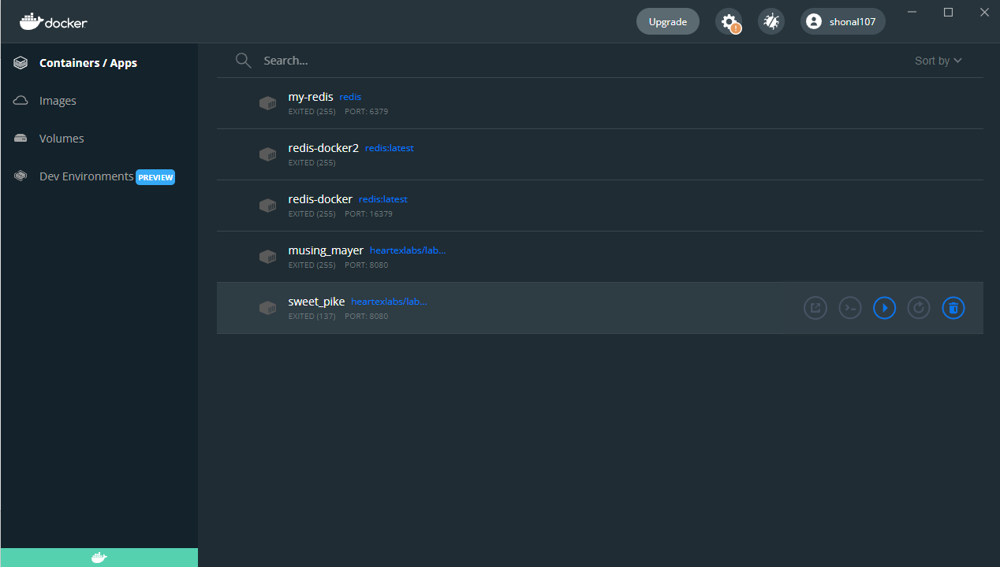 docker
Upgrade
shonal107
Containers / Apps
Images
Volumes
Dev Environments PREVIEW
Search...
Sort by
my-redis redis
EXITED (255) PORT: 6379
redis-docker2 redis:latest
EXITED (255)
redis-docker redis:latest
EXITED (255) PORT: 16379
musing_mayer heartexlabs/lab...
EXITED (255) PORT: 8080
sweet_pike heartexlabs/lab...
EXITED (137) PORT: 8080